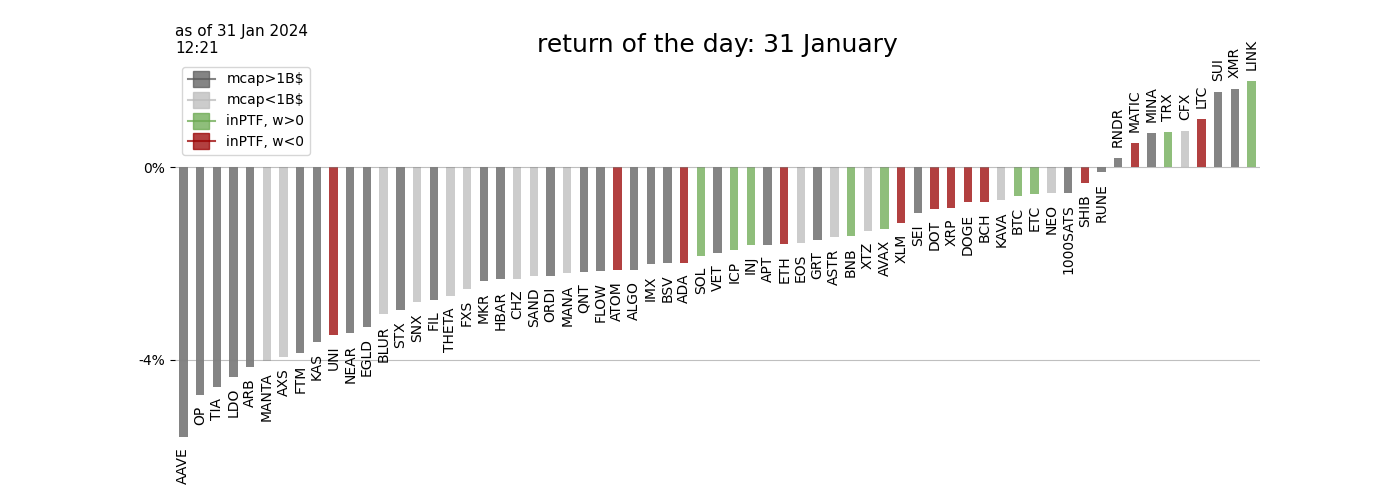 as of 31 Jan 2024
12:21
return of the day: 31 January
mcap>1B$
mcap<1B$
inPTF, w>0
inPTF, w<0
0%
-4%
AAVE
OP
TIA
LDO
ARB
MANTA
AXS
FTM
KAS
UNI
NEAR
EGLD
BLUR
STX
SNX
FIL
THETA
FXS
MKR
HBAR
CHZ
SAND
ORDI
MANA
QNT
FLOW
ATOM
ALGO
IMX
BSV
ADA
SOL
VET
ICP
INJ
APT
ETH
EOS
GRT
ASTR
BNB
XTZ
AVAX
XLM
SEI
DOT
XRP
DOGE
BCH
KAVA
BTC
ETC
NEO
1000SATS
SHIB
RUNE
RNDR
MATIC
MINA
TRX
CFX
LTC
SUI
XMR
LINK